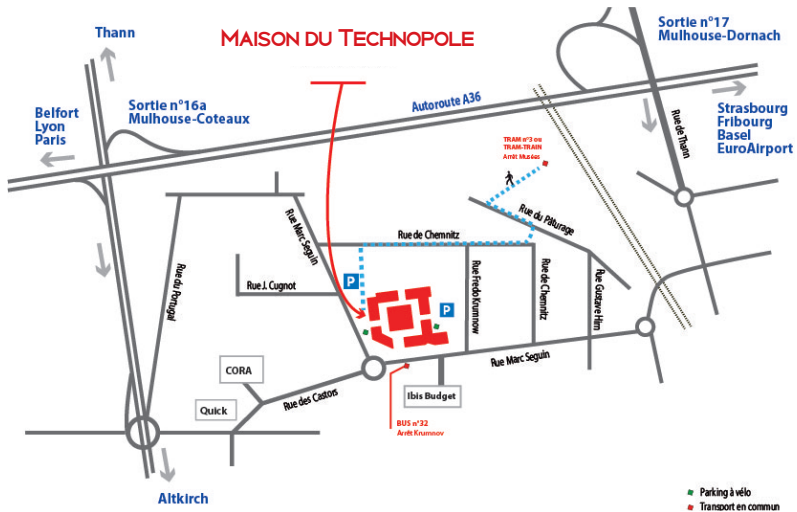 Thann
MAISON DU TECHNOPOLE
Sortie n°17
Mulhouse-Dornach
Belfort
Lyon
Paris
Sortie n°16a
Mulhouse-Coteaux
Autoroute A36
Strasbourg
Fribourg
Basel
EuroAirport
Rue de Thann
TRAM n°3 ou
TRAM-TRAIN
Arrêt Musées
Rue du Pâturage
Rue Marc Seguin
Rue de Chemnitz
Rue du Portugal
Rue J. Cugnot
P
P
Rue Fredo Krumnow
Rue de Chemnitz
Rue Gustave Hirn
Rue Marc Seguin
CORA
Quick
Rue des Castors
Ibis Budget
BUS n°32
Arrêt Krumnov
Altkirch
Parking à vélo
Transport en commun